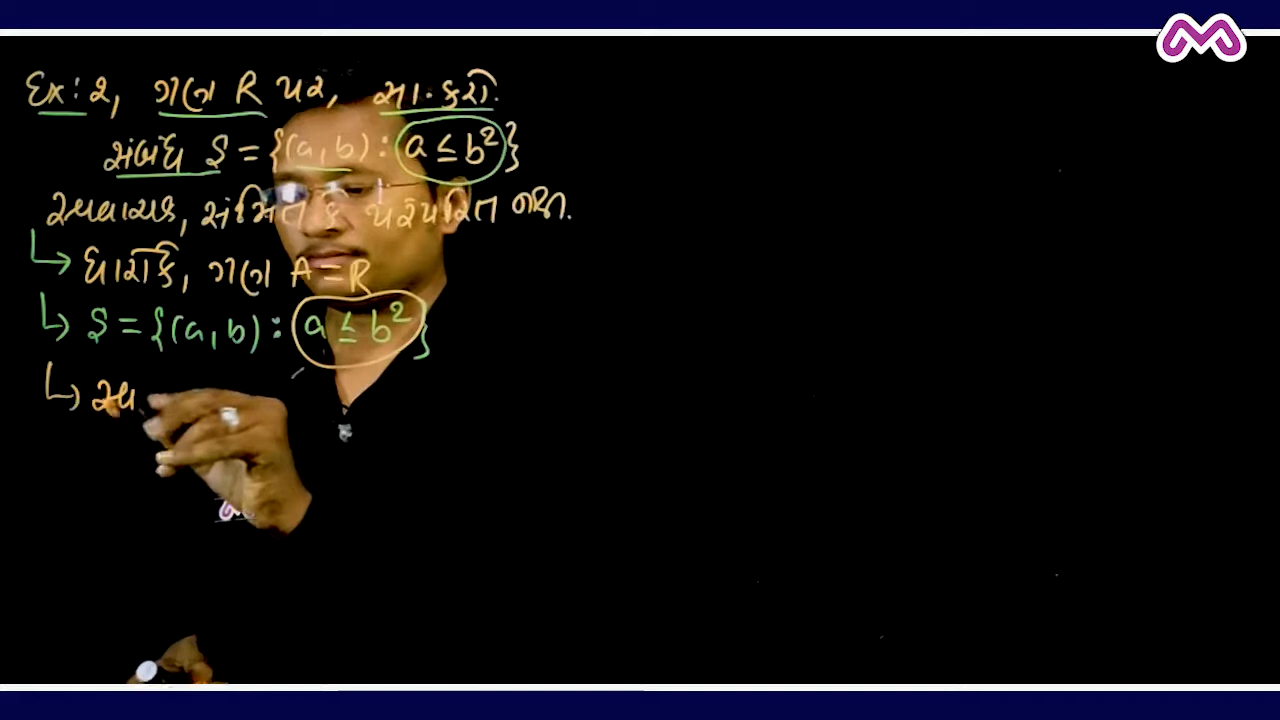 Ex: 2, ગણ R પર, સા. કરો.
સંબંધ S = {(a, b) : a ≤ b²}
સ્વવાચક, સંમિત કે પરંપરિત નથી.
ધારોકે, ગણ A = R
S = {(a, b) : a ≤ b²}
સ્વ